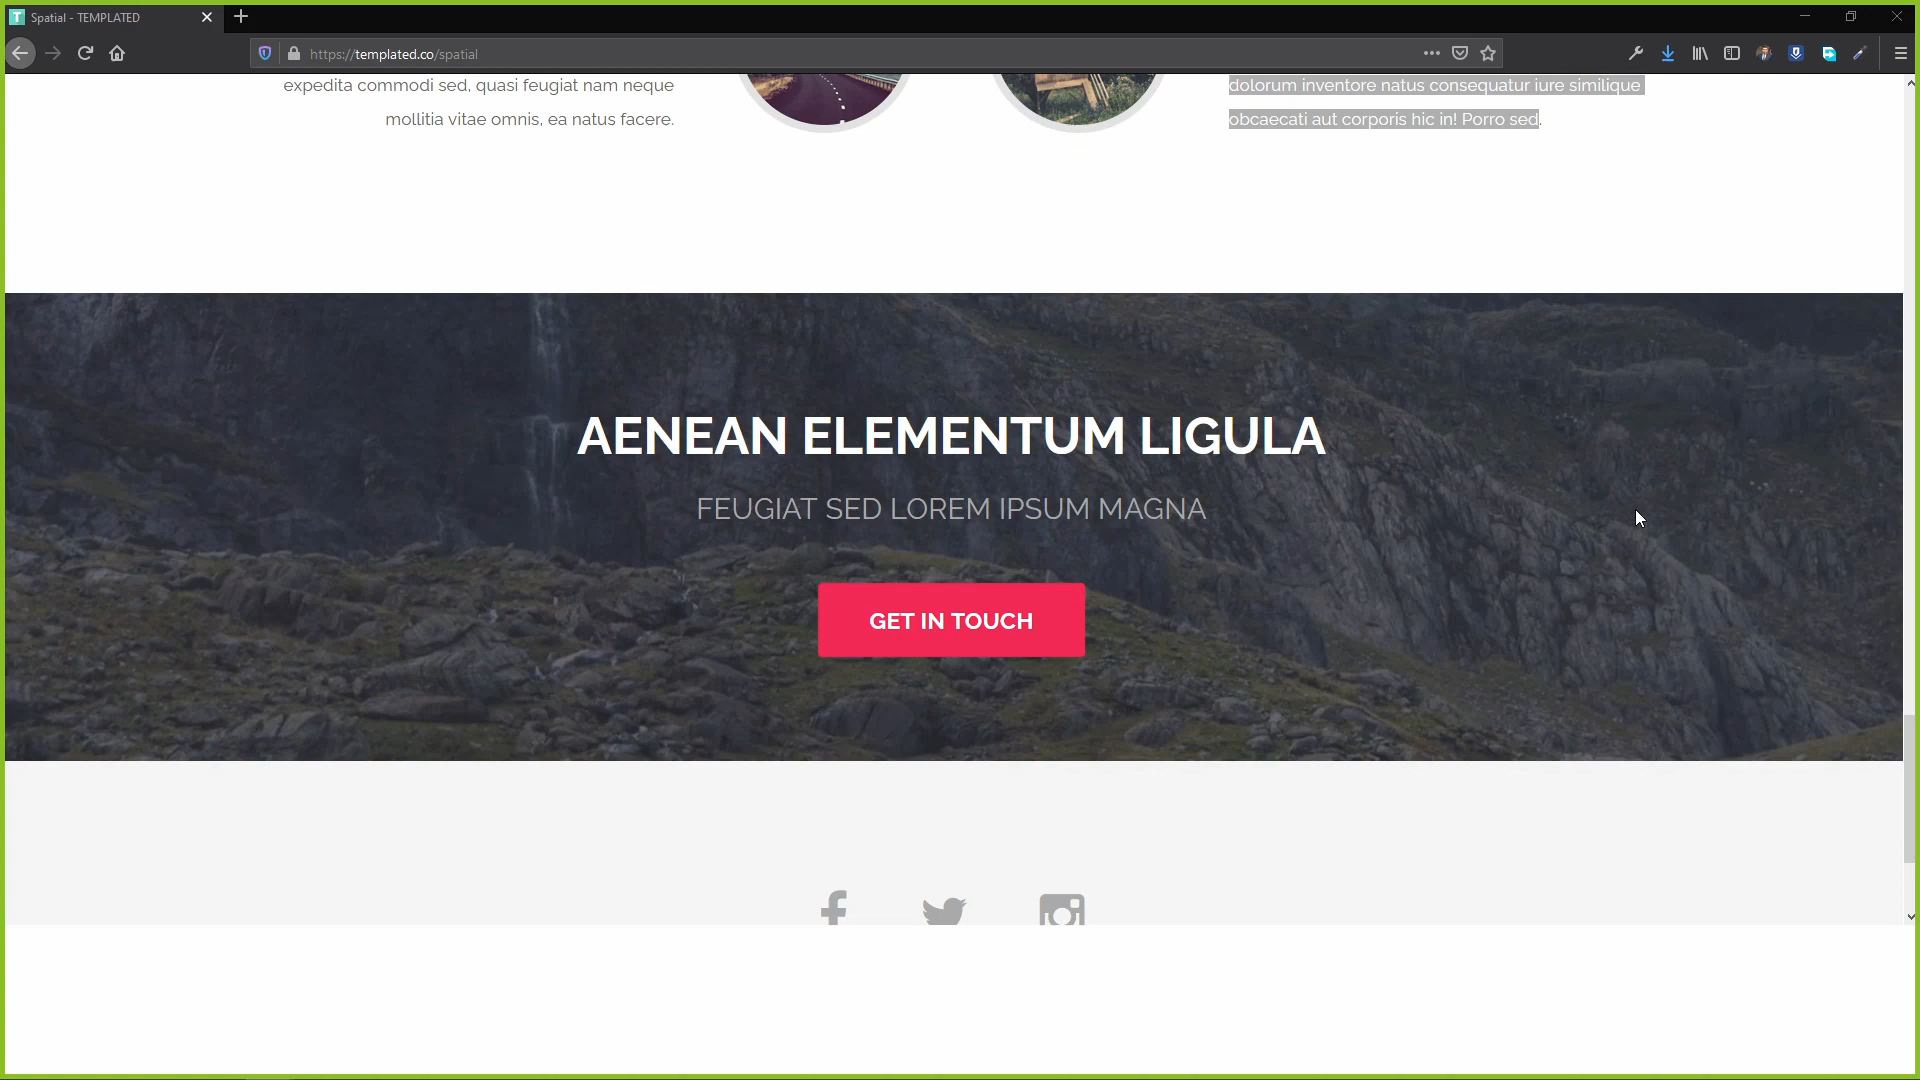 Spatial - TEMPLATED
https://templated.co/spatial
expedita commodi sed, quasi feugiat nam neque
mollitia vitae omnis, ea natus facere.
dolorum inventore natus consequatur iure similique
obcaecati aut corporis hic in! Porro sed.
AENEAN ELEMENTUM LIGULA
FEUGIAT SED LOREM IPSUM MAGNA
GET IN TOUCH